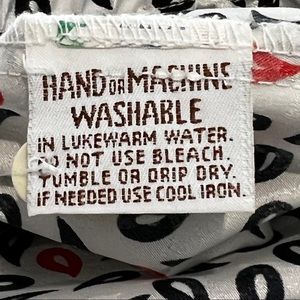 HAND OR MACHINE
WASHABLE
IN LUKEWARM WATER.
DO NOT USE BLEACH.
TUMBLE OR DRIP DRY.
IF NEEDED USE COOL IRON.